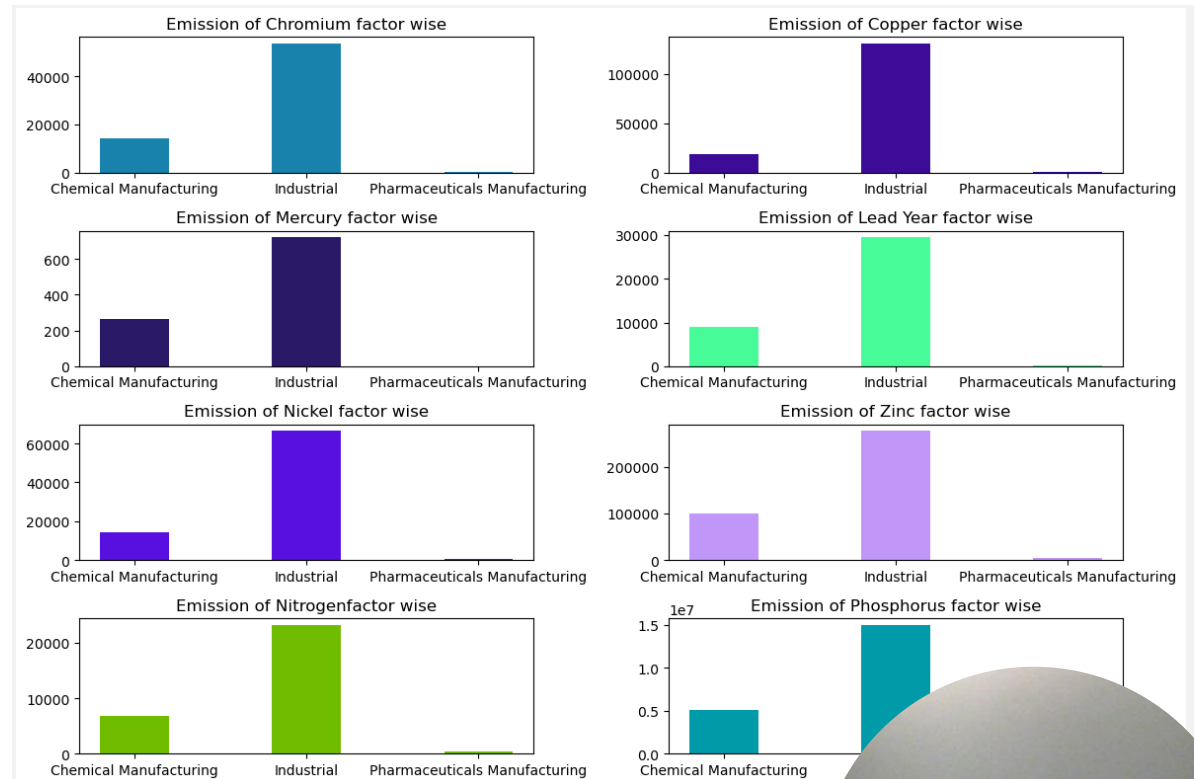 Emission of Chromium factor wise
40000
20000
0
Chemical Manufacturing Industrial Pharmaceuticals Manufacturing
Emission of Copper factor wise
100000
50000
0
Chemical Manufacturing Industrial Pharmaceuticals Manufacturing
Emission of Mercury factor wise
600
400
200
0
Chemical Manufacturing Industrial Pharmaceuticals Manufacturing
Emission of Lead Year factor wise
30000
20000
10000
0
Chemical Manufacturing Industrial Pharmaceuticals Manufacturing
Emission of Nickel factor wise
60000
40000
20000
0
Chemical Manufacturing Industrial Pharmaceuticals Manufacturing
Emission of Zinc factor wise
200000
100000
0
Chemical Manufacturing Industrial Pharmaceuticals Manufacturing
Emission of Nitrogenfactor wise
20000
10000
0
Chemical Manufacturing Industrial Pharmaceuticals Manufacturing
Emission of Phosphorus factor wise
1e7
1.5
1.0
0.5
0.0
Chemical Manufacturing